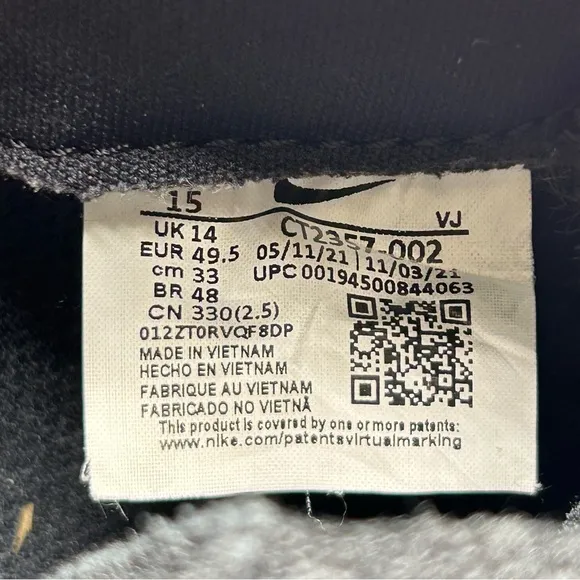 15
UK 14 CT2357-002 VJ
EUR 49.5 05/11/21 | 11/03/21
cm 33 UPC 00194500844063
BR 48
CN 330(2.5)
012ZT0RVQF8DP
MADE IN VIETNAM
HECHO EN VIETNAM
FABRIQUE AU VIETNAM
FABRICADO NO VIETNÃ
This product is covered by one or more patents:
www.nike.com/patentsvirtualmarking